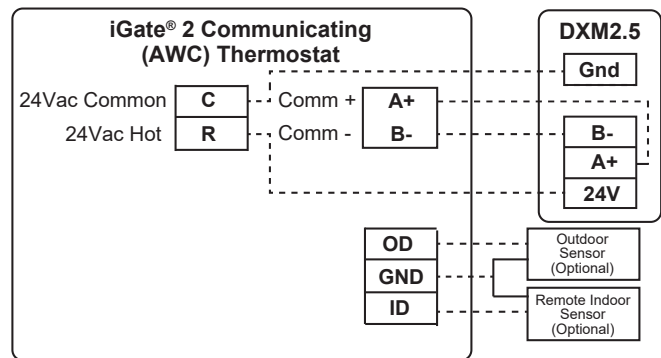 iGate® 2 Communicating
(AWC) Thermostat
DXM2.5
Gnd
24Vac Common C Comm + A+
24Vac Hot R Comm - B-
B-
A+
24V
OD
GND
ID
Outdoor
Sensor
(Optional)
Remote Indoor
Sensor
(Optional)